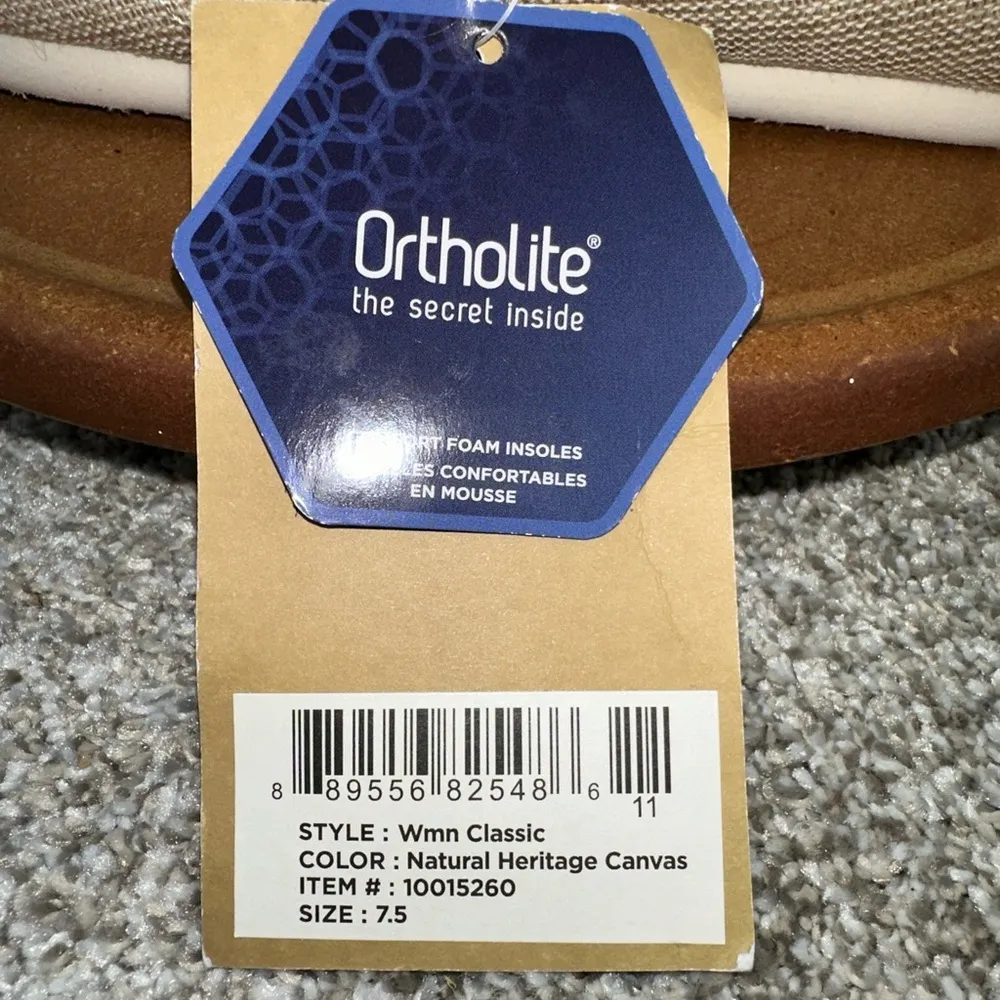 Ortholite®
the secret inside
FOAM INSOLES
CONFORTABLES
EN MOUSSE
8 89556 82548 6 11
STYLE : Wmn Classic
COLOR : Natural Heritage Canvas
ITEM # : 10015260
SIZE : 7.5